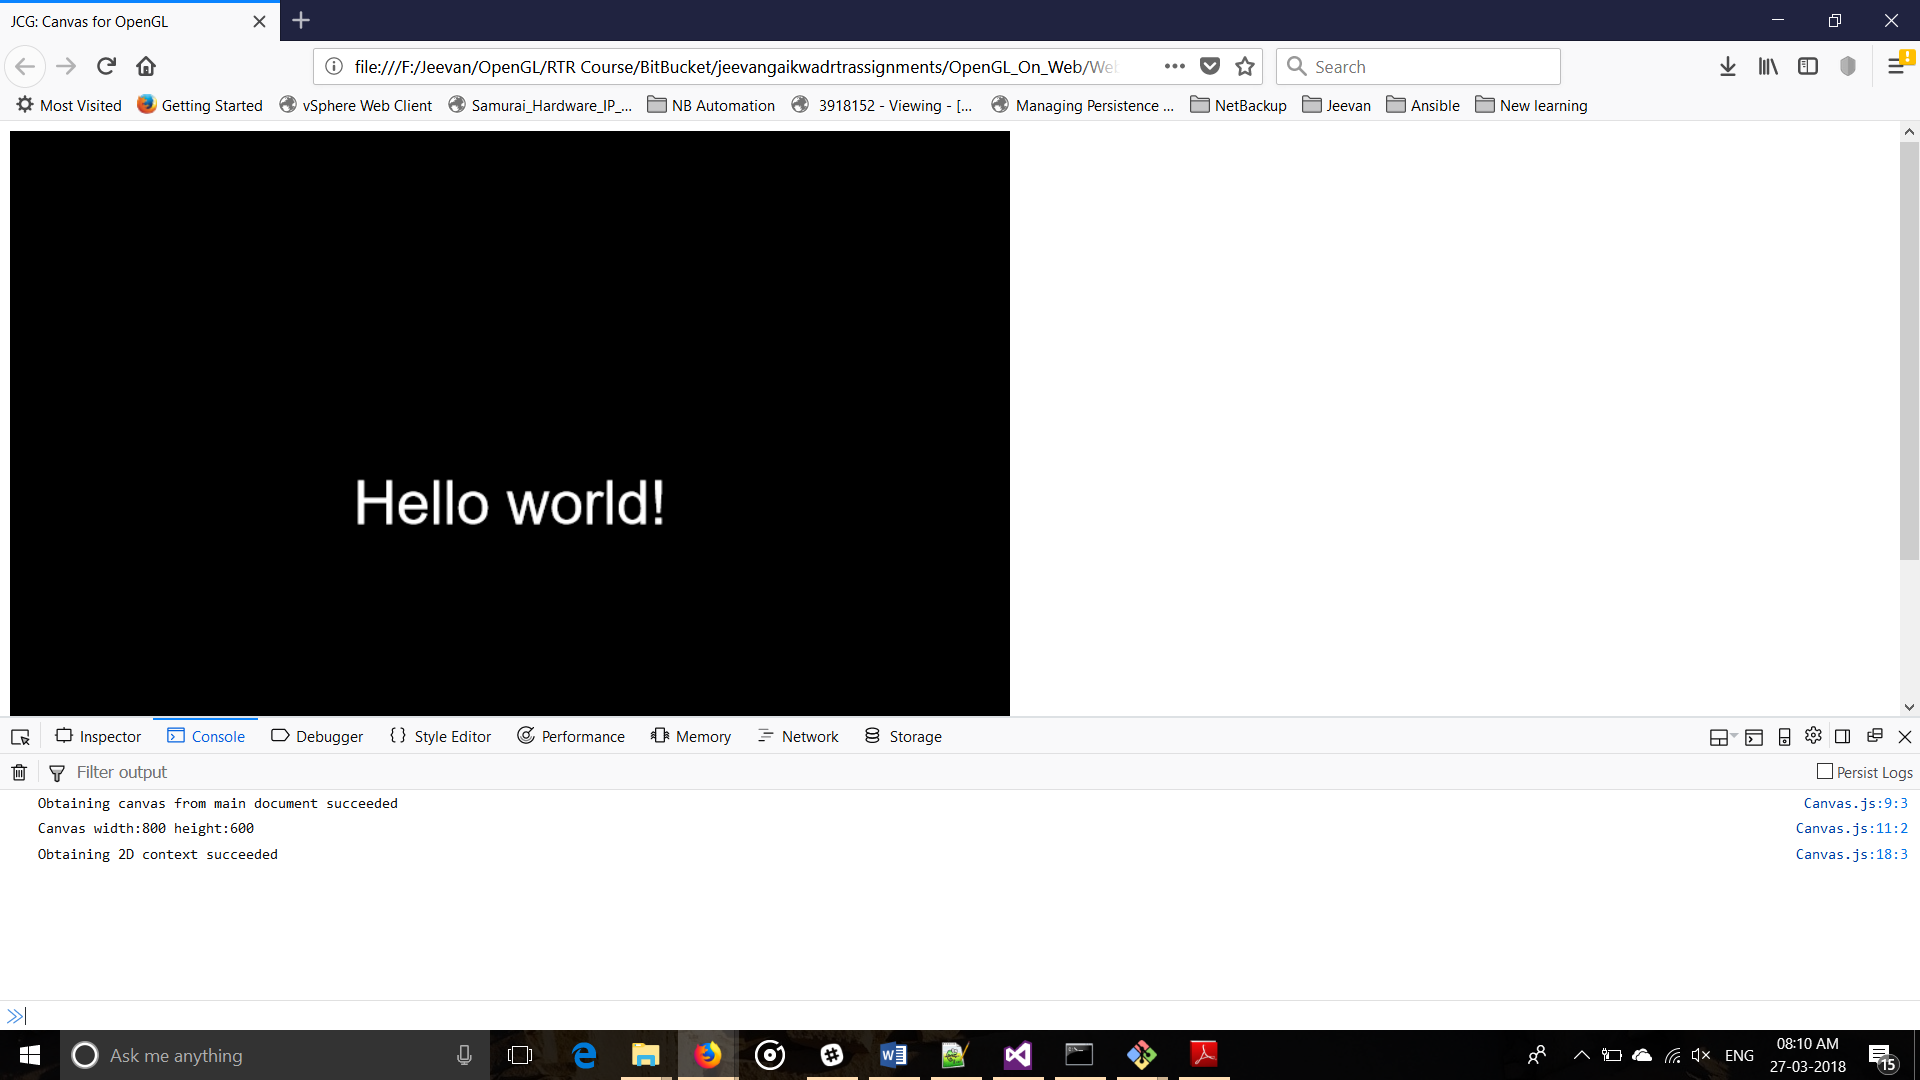 JCG: Canvas for OpenGL
file:///F:/Jeevan/OpenGL/RTR Course/BitBucket/jeevangaikwadrtrassignments/OpenGL_On_Web/Web
Search
Most Visited Getting Started vSphere Web Client Samurai_Hardware_IP_... NB Automation 3918152 - Viewing - [... Managing Persistence ... NetBackup Jeevan Ansible New learning
Hello world!
Inspector Console Debugger Style Editor Performance Memory Network Storage
Filter output Persist Logs
Obtaining canvas from main document succeeded Canvas.js:9:3
Canvas width:800 height:600 Canvas.js:11:2
Obtaining 2D context succeeded Canvas.js:18:3
Ask me anything ENG 08:10 AM
27-03-2018 15